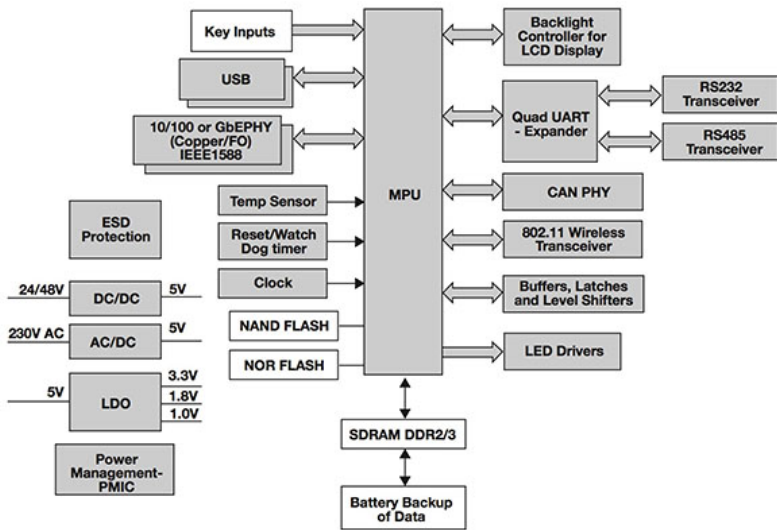 Key Inputs
USB
10/100 or GbEPHY
(Copper/FO)
IEEE1588
Temp Sensor
Reset/Watch
Dog timer
Clock
NAND FLASH
NOR FLASH
ESD
Protection
24/48V
DC/DC
5V
230V AC
AC/DC
5V
5V
LDO
3.3V
1.8V
1.0V
Power
Management-
PMIC
MPU
SDRAM DDR2/3
Battery Backup
of Data
Backlight
Controller for
LCD Display
Quad UART
- Expander
RS232
Transceiver
RS485
Transceiver
CAN PHY
802.11 Wireless
Transceiver
Buffers, Latches
and Level Shifters
LED Drivers